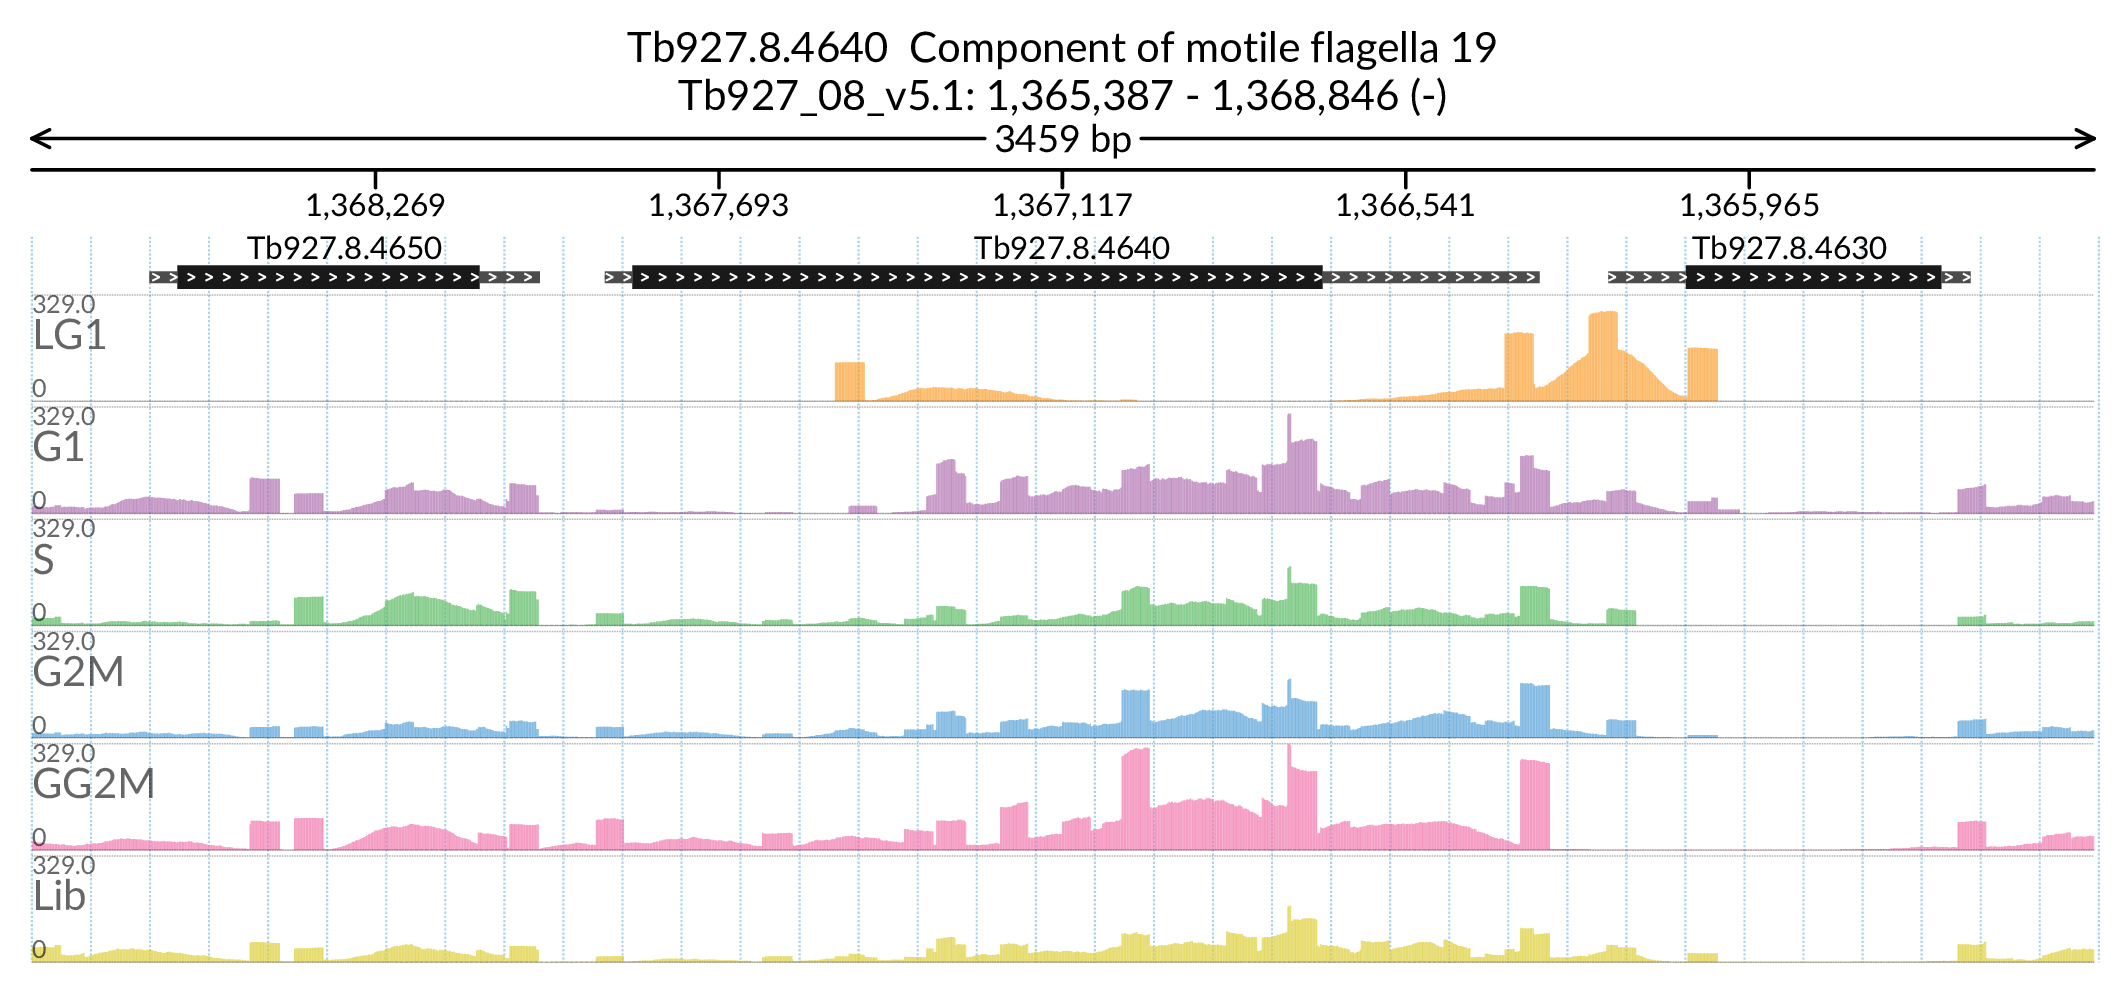 Tb927.8.4640  Component of motile flagella 19
Tb927_08_v5.1: 1,365,387 - 1,368,846 (-)
3459 bp
1,368,269 1,367,693 1,367,117 1,366,541 1,365,965
Tb927.8.4650 Tb927.8.4640 Tb927.8.4630
329.0
LG1
0
329.0
G1
0
329.0
S
0
329.0
G2M
0
329.0
GG2M
0
329.0
Lib
0